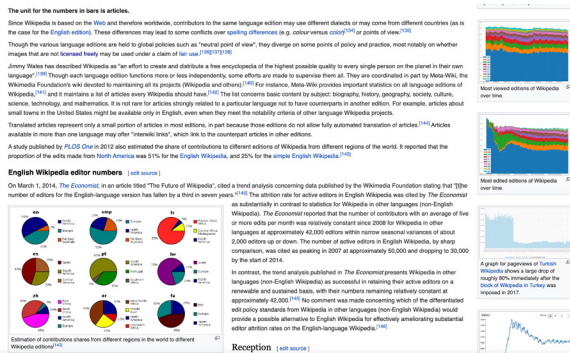 The unit for the numbers in bars is articles.
Since Wikipedia is based on the Web and therefore worldwide, contributors to the same language edition may use different dialects or may come from different countries (as is
the case for the English edition). These differences may lead to some conflicts over spelling differences (e.g. colour versus color)[134] or points of view.[135]
Though the various language editions are held to global policies such as "neutral point of view", they diverge on some points of policy and practice, most notably on whether
images that are not licensed freely may be used under a claim of fair use.[136][137][138]
Jimmy Wales has described Wikipedia as "an effort to create and distribute a free encyclopedia of the highest possible quality to every single person on the planet in their own
language".[139] Though each language edition functions more or less independently, some efforts are made to supervise them all. They are coordinated in part by Meta-Wiki, the
Wikimedia Foundation's wiki devoted to maintaining all its projects (Wikipedia and others).[140] For instance, Meta-Wiki provides important statistics on all language editions of
Wikipedia,[141] and it maintains a list of articles every Wikipedia should have.[142] The list concerns basic content by subject: biography, history, geography, society, culture,
science, technology, and mathematics. It is not rare for articles strongly related to a particular language not to have counterparts in another edition. For example, articles about
small towns in the United States might be available only in English, even when they meet the notability criteria of other language Wikipedia projects.
Translated articles represent only a small portion of articles in most editions, in part because those editions do not allow fully automated translation of articles.[144] Articles
available in more than one language may offer "interwiki links", which link to the counterpart articles in other editions.
A study published by PLOS One in 2012 also estimated the share of contributions to different editions of Wikipedia from different regions of the world. It reported that the
proportion of the edits made from North America was 51% for the English Wikipedia, and 25% for the simple English Wikipedia.[143]
English Wikipedia editor numbers [ edit source ]
On March 1, 2014, The Economist, in an article titled "The Future of Wikipedia", cited a trend analysis concerning data published by the Wikimedia Foundation stating that "[t]he
number of editors for the English-language version has fallen by a third in seven years."[145] The attrition rate for active editors in English Wikipedia was cited by The Economist
as substantially in contrast to statistics for Wikipedia in other languages (non-English
Wikipedia). The Economist reported that the number of contributors with an average of five
or more edits per month was relatively constant since 2008 for Wikipedia in other
languages at approximately 42,000 editors within narrow seasonal variances of about
2,000 editors up or down. The number of active editors in English Wikipedia, by sharp
comparison, was cited as peaking in 2007 at approximately 50,000 and dropping to 30,000
by the start of 2014.
In contrast, the trend analysis published in The Economist presents Wikipedia in other
languages (non-English Wikipedia) as successful in retaining their active editors on a
renewable and sustained basis, with their numbers remaining relatively constant at
approximately 42,000.[145] No comment was made concerning which of the differentiated
edit policy standards from Wikipedia in other languages (non-English Wikipedia) would
provide a possible alternative to English Wikipedia for effectively ameliorating substantial
editor attrition rates on the English-language Wikipedia.[146]
Reception [ edit source ]
en
simp
fr
es
pt
he
zh
ar
fa
Estimation of contributions shares from different regions in the world to different
Wikipedia editions[143]
Most viewed editions of Wikipedia
over time.
Most edited editions of Wikipedia
over time.
A graph for pageviews of Turkish
Wikipedia shows a large drop of
roughly 80% immediately after the
block of Wikipedia in Turkey was
imposed in 2017.